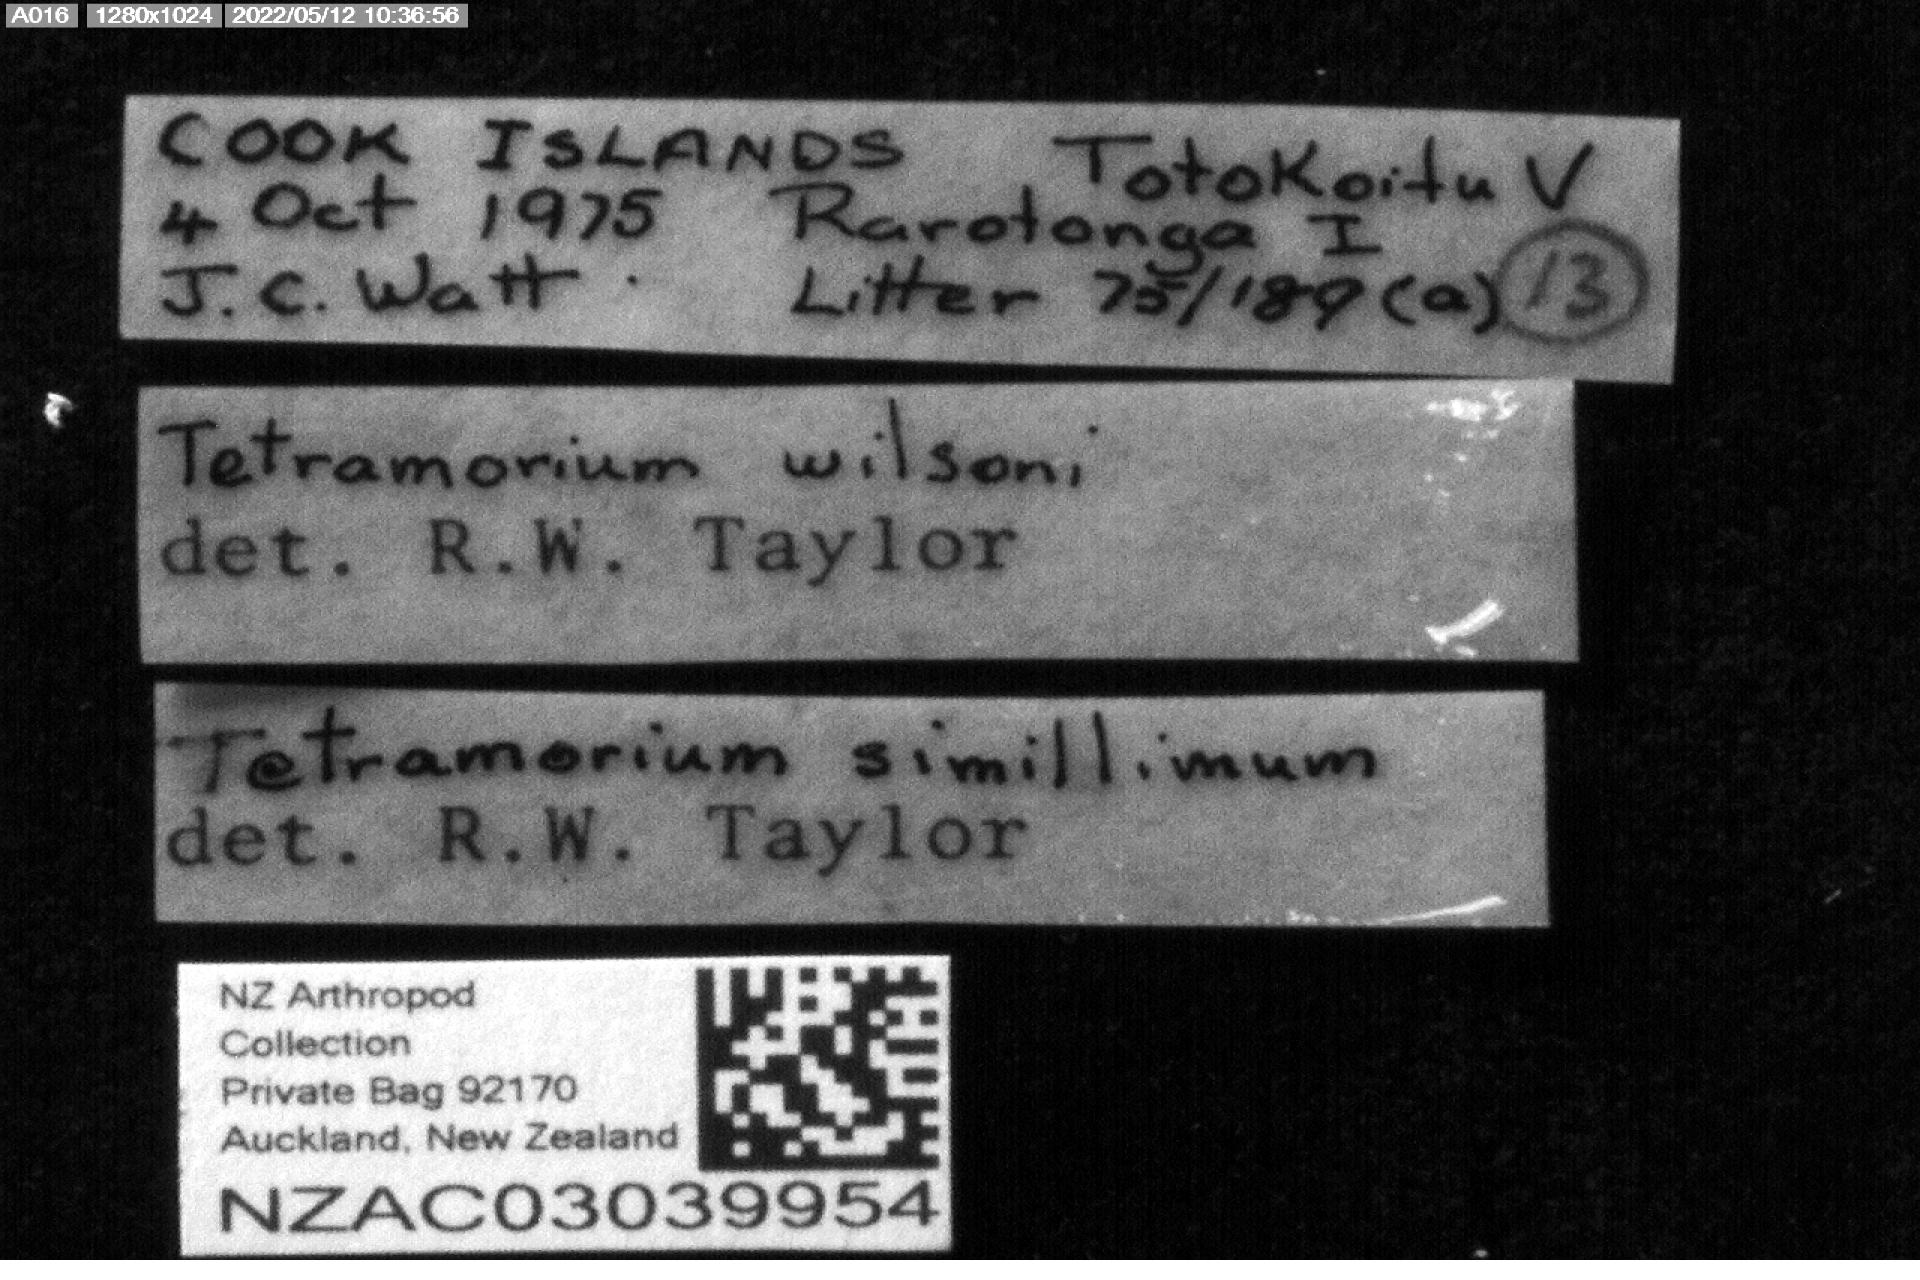 A016 1280x1024 2022/05/12 10:36:56
COOK ISLANDS Totokoitu V
4 Oct 1975 Rarotonga I
J.C. Watt. Litter 75/189 (a) 13
Tetramorium wilsoni
det. R.W. Taylor
Tetramorium simillimum
det. R.W. Taylor
NZ Arthropod
Collection
Private Bag 92170
Auckland, New Zealand
NZAC03039954